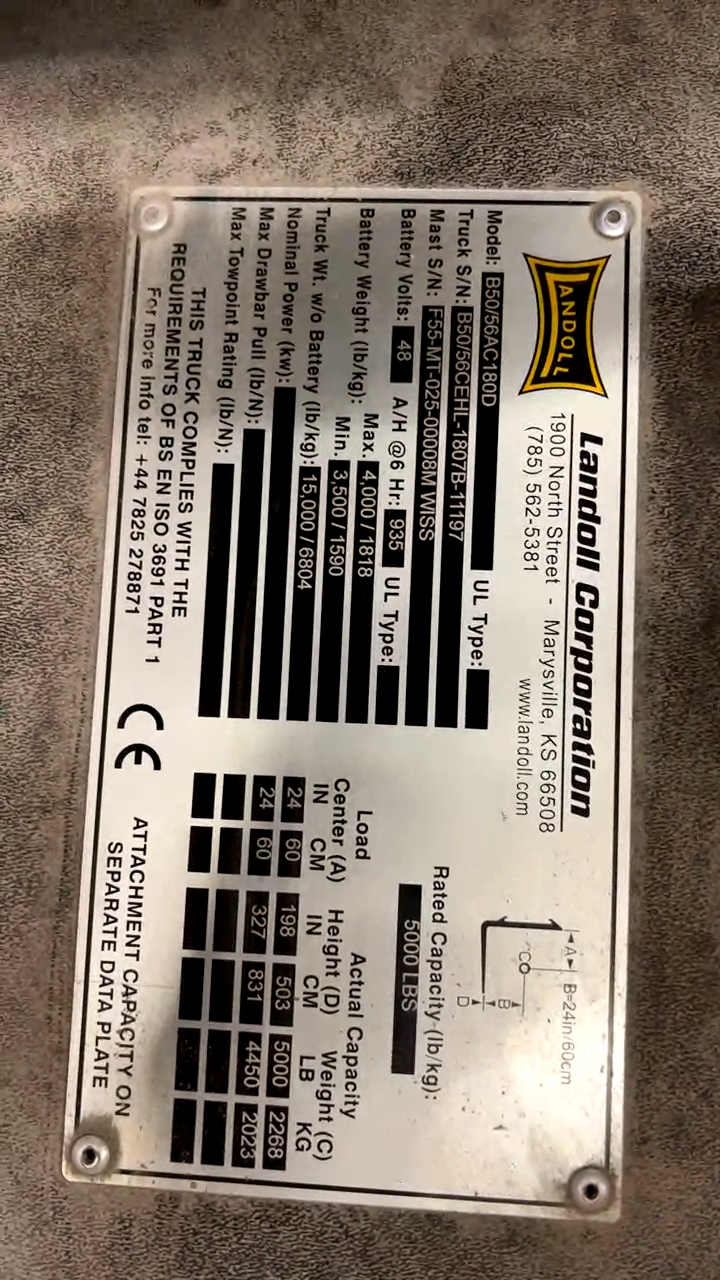 LANDOLL
Landoll Corporation
1900 North Street - Marysville, KS 66508
(785) 562-5381 www.landoll.com
Model: B50/56AC180D UL Type:
Truck S/N: B50/56CEHL-1807B-11197
Mast S/N: F55-MT-025-00008M WISS
Battery Volts: 48 A/H @6 Hr: 935 UL Type:
Battery Weight (lb/kg): Max. 4,000 / 1818
Min. 3,500 / 1590
Truck Wt. w/o Battery (lb/kg): 15,000 / 6804
Nominal Power (kw):
Max Drawbar Pull (lb/N):
Max Towpoint Rating (lb/N):
THIS TRUCK COMPLIES WITH THE
REQUIREMENTS OF BS EN ISO 3691 PART 1
For more info tel: +44 7825 278871
CE
A B=24in/60cm
C
B
D
Rated Capacity (lb/kg):
5000 LBS
Load Actual Capacity
Center (A) Height (D) Weight (C)
IN CM IN CM LB KG
24 60 198 503 5000 2268
24 60 327 831 4450 2023
ATTACHMENT CAPACITY ON
SEPARATE DATA PLATE